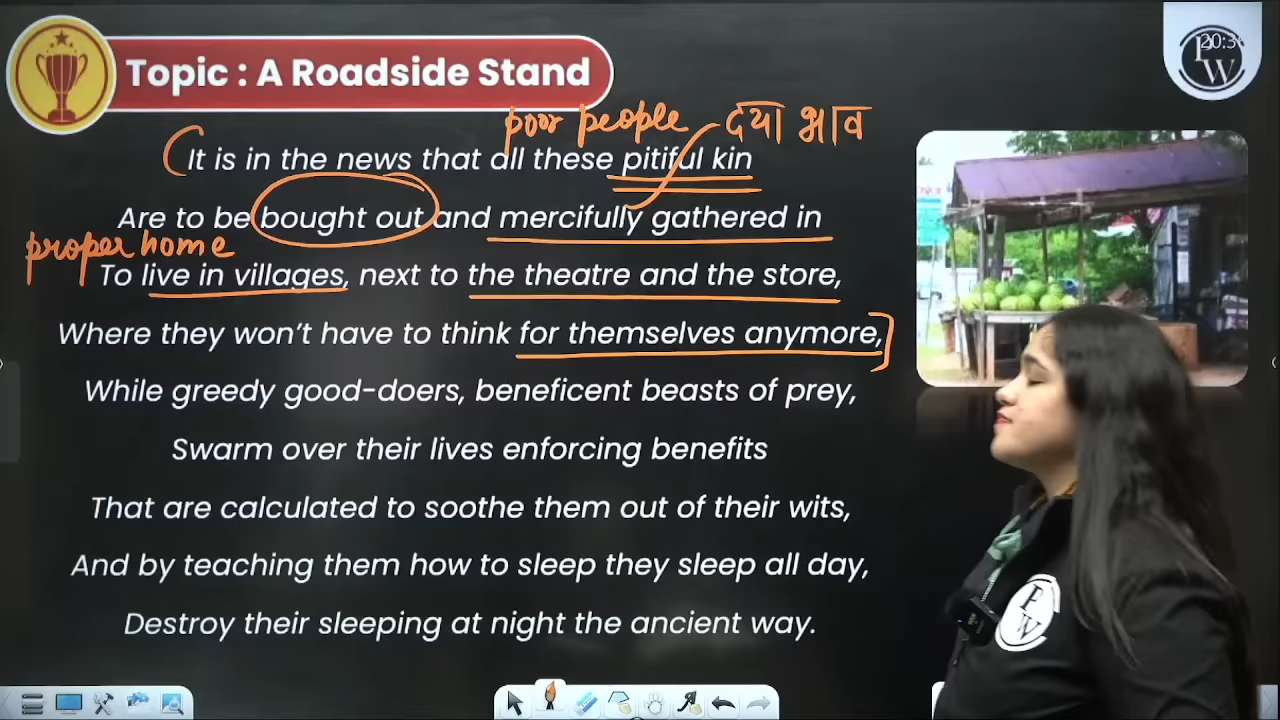 Topic : A Roadside Stand
20:3
PW
poor people दया भाव
It is in the news that all these pitiful kin
Are to be bought out and mercifully gathered in
proper home
To live in villages, next to the theatre and the store,
Where they won't have to think for themselves anymore,
While greedy good-doers, beneficent beasts of prey,
Swarm over their lives enforcing benefits
That are calculated to soothe them out of their wits,
And by teaching them how to sleep they sleep all day,
Destroy their sleeping at night the ancient way.
PW